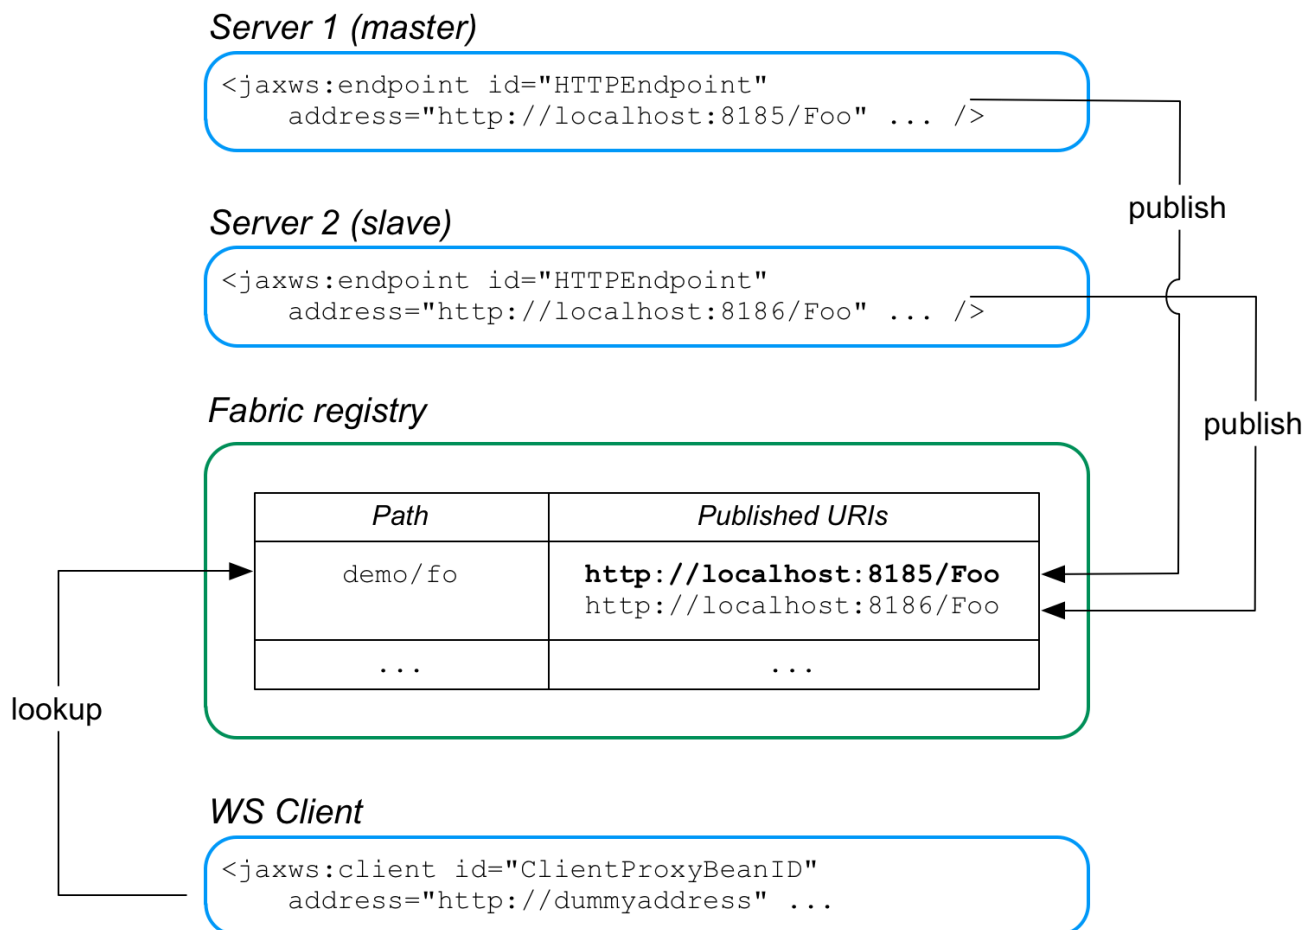 Server 1 (master)
<jaxws:endpoint id="HTTPEndpoint"
address="http://localhost:8185/Foo" ... />
publish
Server 2 (slave)
<jaxws:endpoint id="HTTPEndpoint"
address="http://localhost:8186/Foo" ... />
publish
Fabric registry
Path Published URIs
demo/fo http://localhost:8185/Foo
http://localhost:8186/Foo
... ...
lookup
WS Client
<jaxws:client id="ClientProxyBeanID"
address="http://dummyaddress" ...